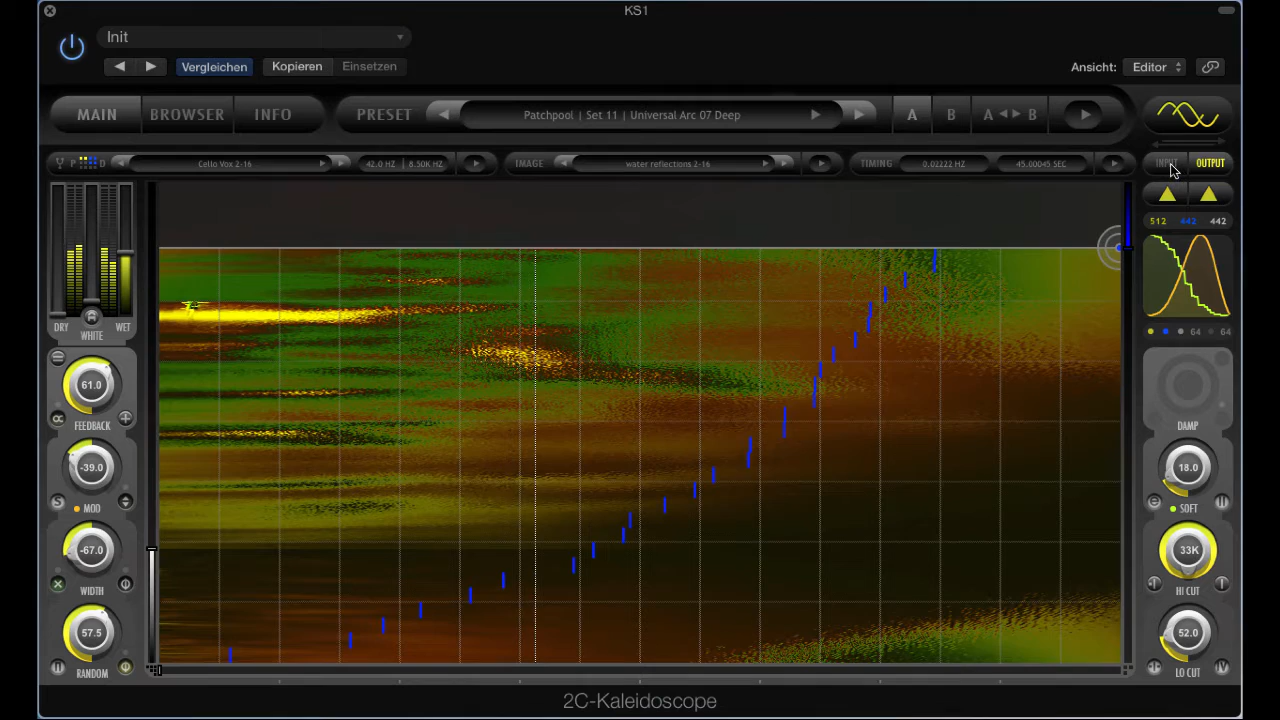 KS1
Init
Vergleichen Kopieren Einsetzen Ansicht: Editor
MAIN BROWSER INFO PRESET Patchpool | Set 11 | Universal Arc 07 Deep A B A B
P D Cello Vox 2-16 42.0 HZ | 8.50K HZ IMAGE water reflections 2-16 TIMING 0.02222 HZ 45.00045 SEC INPUT OUTPUT
512 442 442
DRY WHITE WET
64 64
61.0
FEEDBACK DAMP
-39.0 18.0
S MOD SOFT
-67.0 33K
WIDTH HI CUT
57.5 52.0
RANDOM LO CUT
2C-Kaleidoscope